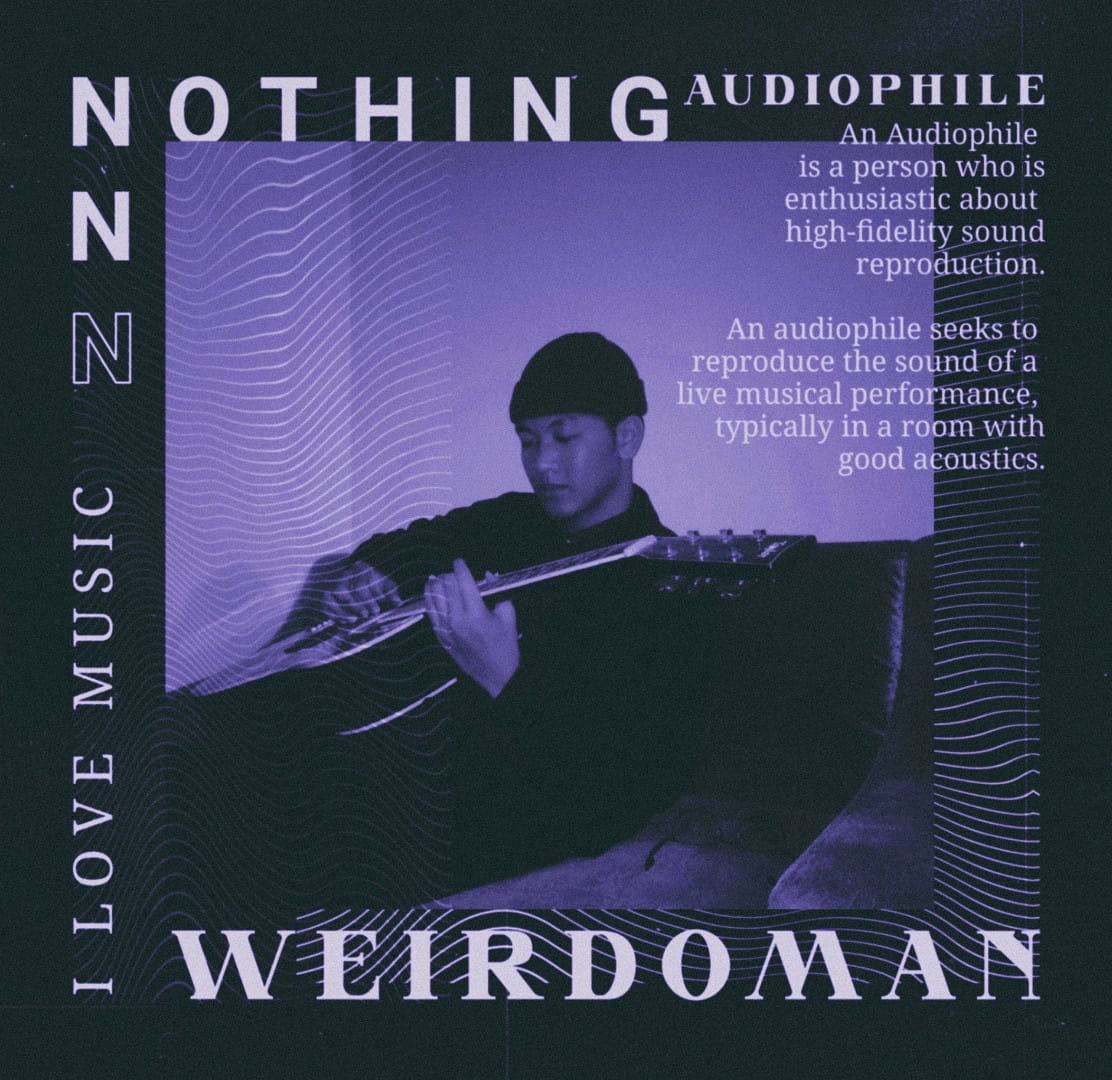 NOTHING
N
N
I LOVE MUSIC
AUDIOPHILE
An Audiophile
is a person who is
enthusiastic about
high-fidelity sound
reproduction.
An audiophile seeks to
reproduce the sound of a
live musical performance,
typically in a room with
good acoustics.
WEIRDOMAN